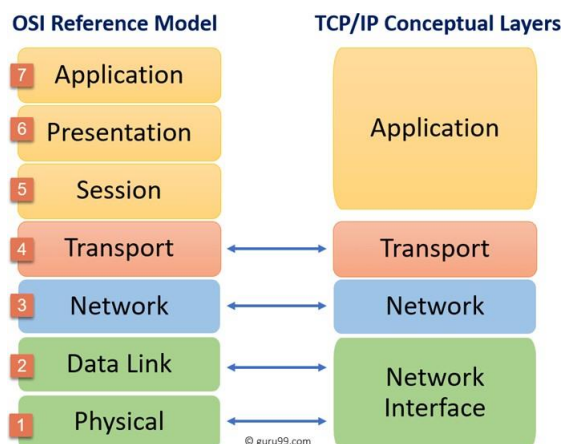 OSI Reference Model
TCP/IP Conceptual Layers
7 Application
6 Presentation
5 Session
Application
4 Transport
Transport
3 Network
Network
2 Data Link
1 Physical
Network
Interface
© guru99.com